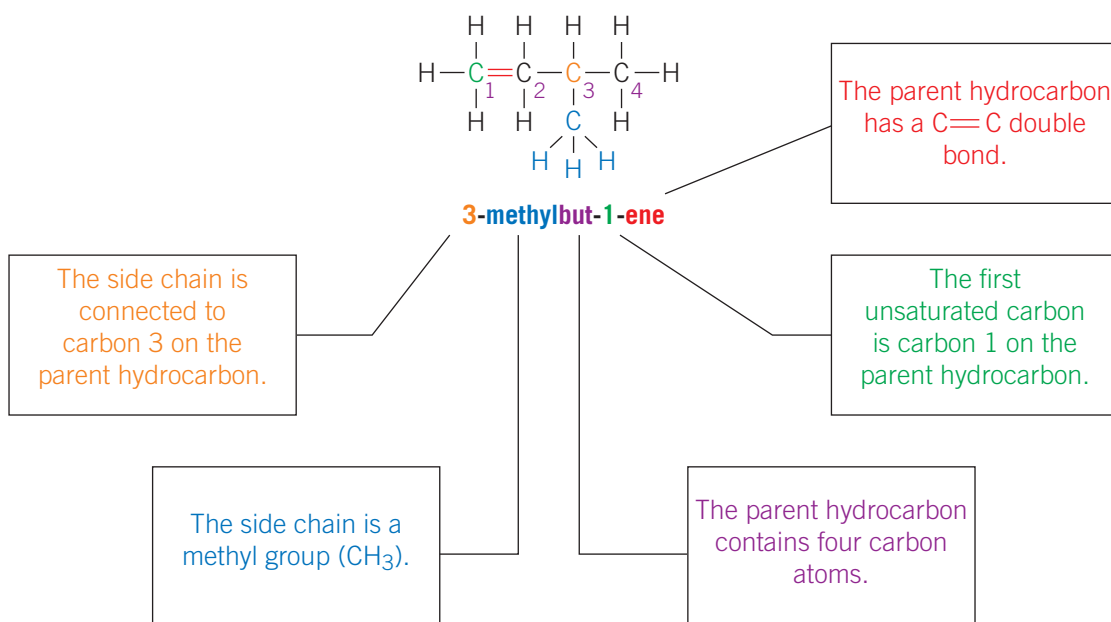 H H H H
H C C C C H
1 2 3 4
H H C H
H H H
3-methylbut-1-ene
The parent hydrocarbon
has a C=C double
bond.
The side chain is
connected to
carbon 3 on the
parent hydrocarbon.
The first
unsaturated carbon
is carbon 1 on the
parent hydrocarbon.
The side chain is a
methyl group (CH₃).
The parent hydrocarbon
contains four carbon
atoms.